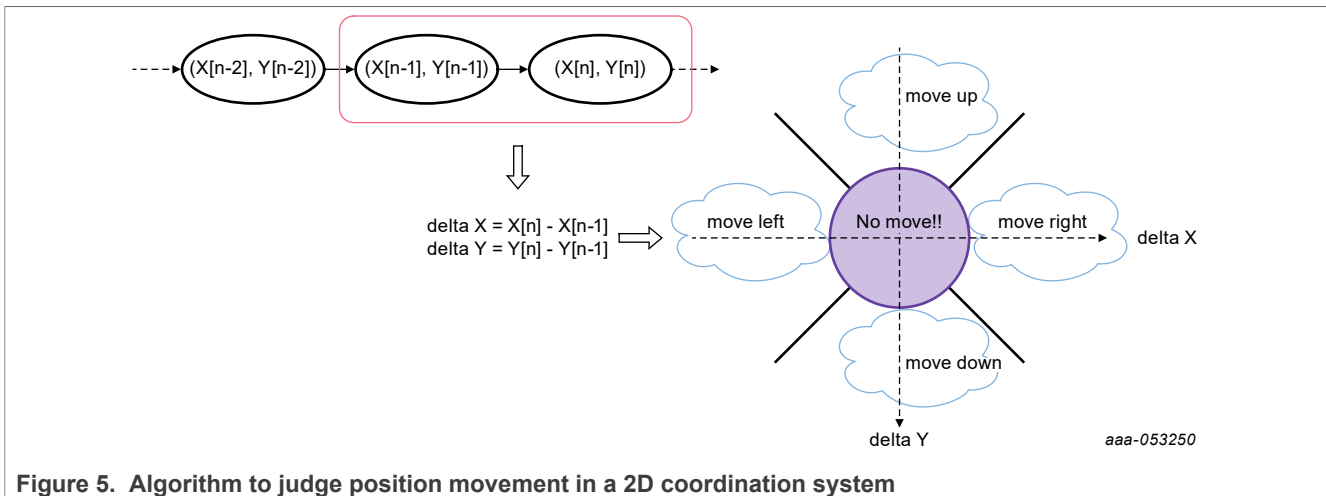 (X[n-2], Y[n-2])
(X[n-1], Y[n-1])
(X[n], Y[n])
move up
delta X = X[n] - X[n-1]
delta Y = Y[n] - Y[n-1]
move left
No move!!
move right
delta X
move down
delta Y
aaa-053250
Figure 5. Algorithm to judge position movement in a 2D coordination system